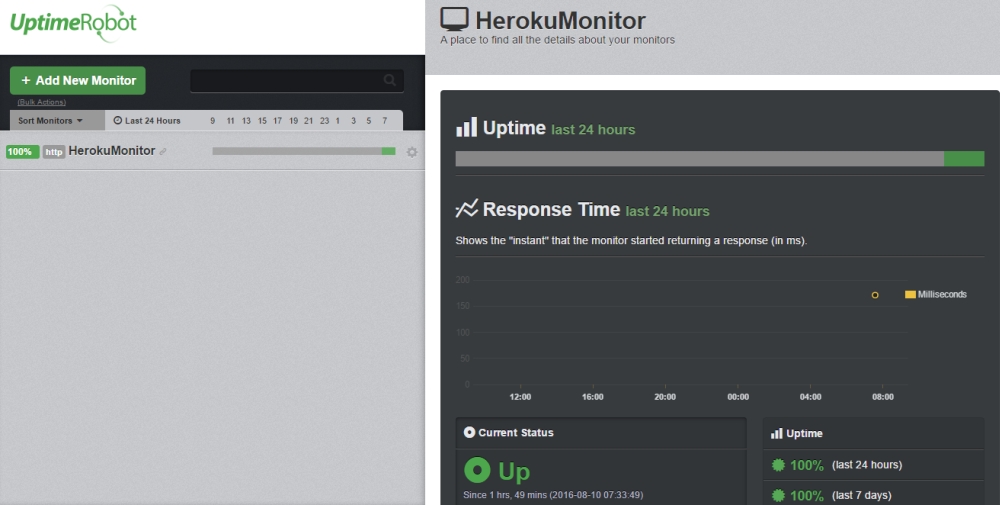 UptimeRobot
+ Add New Monitor
(Bulk Actions)
Sort Monitors
Last 24 Hours
9 11 13 15 17 19 21 23 1 3 5 7
100% http HerokuMonitor
HerokuMonitor
A place to find all the details about your monitors
Uptime last 24 hours
Response Time last 24 hours
Shows the "instant" that the monitor started returning a response (in ms).
200
150
100
50
0
Milliseconds
12:00 16:00 20:00 00:00 04:00 08:00
Current Status
Up
Since 1 hrs, 49 mins (2016-08-10 07:33:49)
Uptime
100% (last 24 hours)
100% (last 7 days)